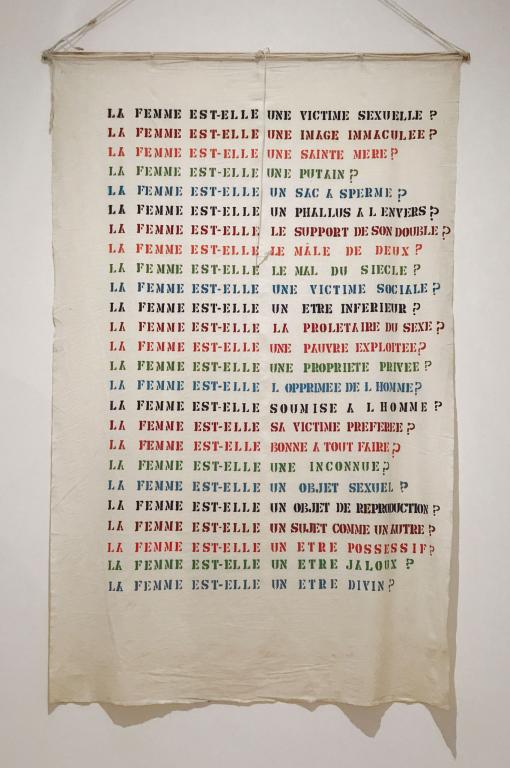 LA FEMME EST-ELLE UNE VICTIME SEXUELLE ?
LA FEMME EST-ELLE UNE IMAGE IMMACULEE ?
LA FEMME EST-ELLE UNE SAINTE MERE ?
LA FEMME EST-ELLE UNE PUTAIN ?
LA FEMME EST-ELLE UN SAC A SPERME ?
LA FEMME EST-ELLE UN PHALLUS A L ENVERS ?
LA FEMME EST-ELLE LE SUPPORT DE SON DOUBLE ?
LA FEMME EST-ELLE LE MÂLE DE DEUX ?
LA FEMME EST-ELLE LE MAL DU SIECLE ?
LA FEMME EST-ELLE UNE VICTIME SOCIALE ?
LA FEMME EST-ELLE UN ETRE INFERIEUR ?
LA FEMME EST-ELLE LA PROLETAIRE DU SEXE ?
LA FEMME EST-ELLE UNE PAUVRE EXPLOITEE ?
LA FEMME EST-ELLE UNE PROPRIETE PRIVEE ?
LA FEMME EST-ELLE L OPPRIMEE DE L HOMME ?
LA FEMME EST-ELLE SOUMISE A L HOMME ?
LA FEMME EST-ELLE SA VICTIME PREFEREE ?
LA FEMME EST-ELLE BONNE A TOUT FAIRE ?
LA FEMME EST-ELLE UNE INCONNUE ?
LA FEMME EST-ELLE UN OBJET SEXUEL ?
LA FEMME EST-ELLE UN OBJET DE REPRODUCTION ?
LA FEMME EST-ELLE UN SUJET COMME UN AUTRE ?
LA FEMME EST-ELLE UN ETRE POSSESSIF ?
LA FEMME EST-ELLE UN ETRE JALOUX ?
LA FEMME EST-ELLE UN ETRE DIVIN ?